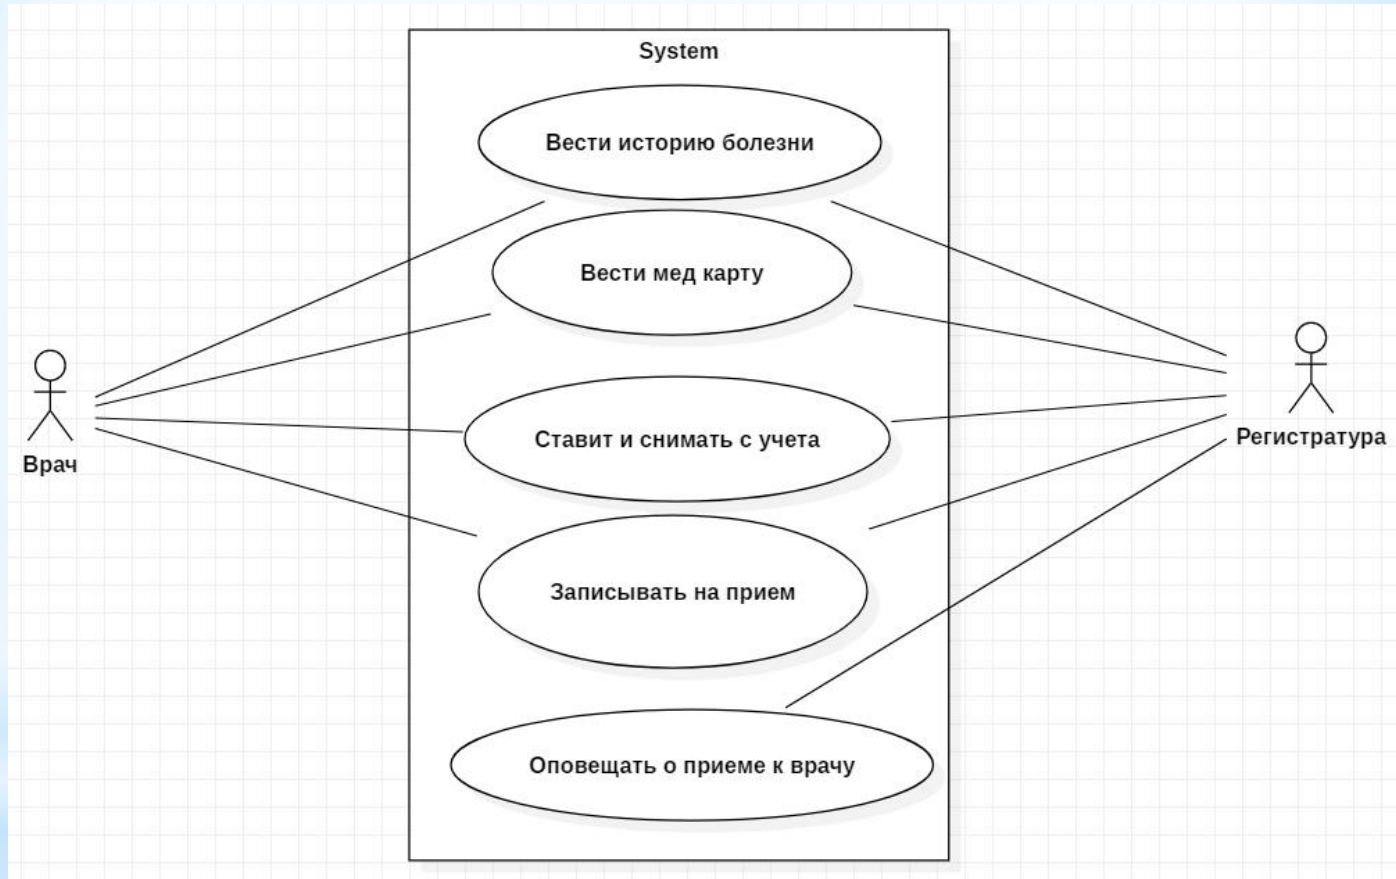 System
Вести историю болезни
Вести мед карту
Ставит и снимать с учета
Записывать на прием
Оповещать о приеме к врачу
Врач
Регистратура